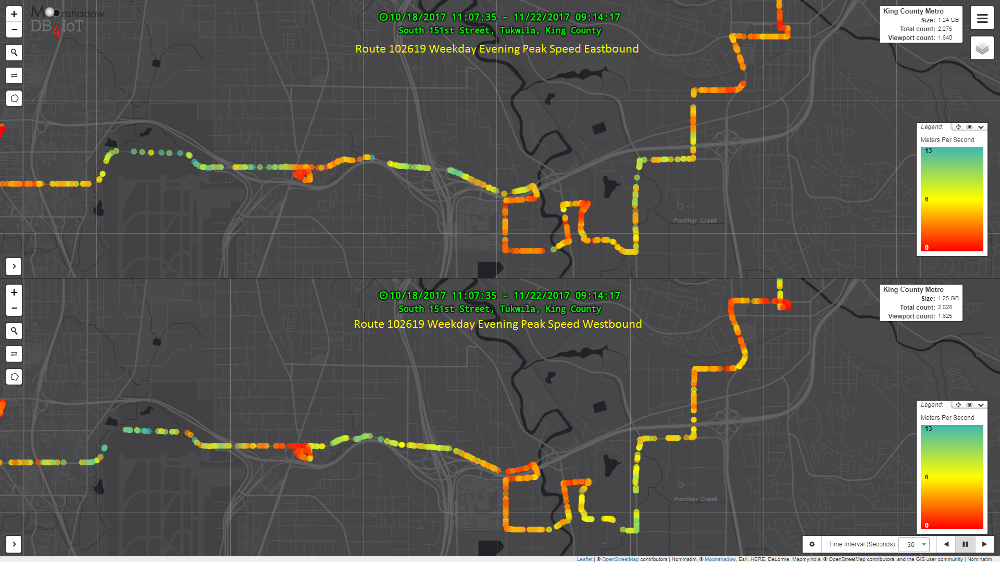 +
−
Moonshadow
DB4IoT
10/18/2017 11:07:35 - 11/22/2017 09:14:17
South 151st Street, Tukwila, King County
Route 102619 Weekday Evening Peak Speed Eastbound
King County Metro
Size: 1.24 GB
Total count: 2,275
Viewport count: 1,640
Legend:
Meters Per Second
13
6
0
Panther Creek
+
−
10/18/2017 11:07:35 - 11/22/2017 09:14:17
South 151st Street, Tukwila, King County
Route 102619 Weekday Evening Peak Speed Westbound
King County Metro
Size: 1.25 GB
Total count: 2,028
Viewport count: 1,625
Legend:
Meters Per Second
13
6
0
Panther Creek
Time Interval (Seconds): 30
Leaflet | © OpenStreetMap contributors | Nominatim, © Moonshadow, Esri, HERE, DeLorme, MapmyIndia, © OpenStreetMap contributors, and the GIS user community | Nominatim